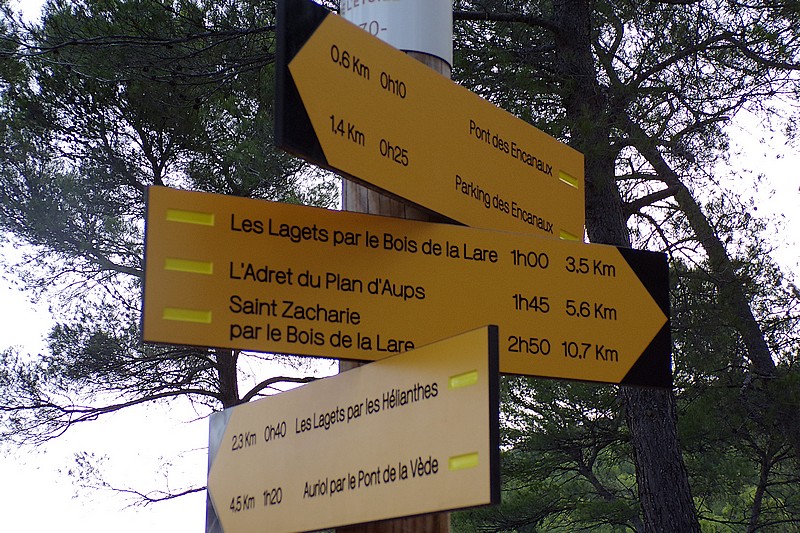 0.6 Km 0h10 Pont des Encanaux
1.4 Km 0h25 Parking des Encanaux
Les Lagets par le Bois de la Lare 1h00 3.5 Km
L'Adret du Plan d'Aups 1h45 5.6 Km
Saint Zacharie
par le Bois de la Lare 2h50 10.7 Km
2.3 Km 0h40 Les Lagets par les Hélianthes
4.5 Km 1h20 Auriol par le Pont de la Vède